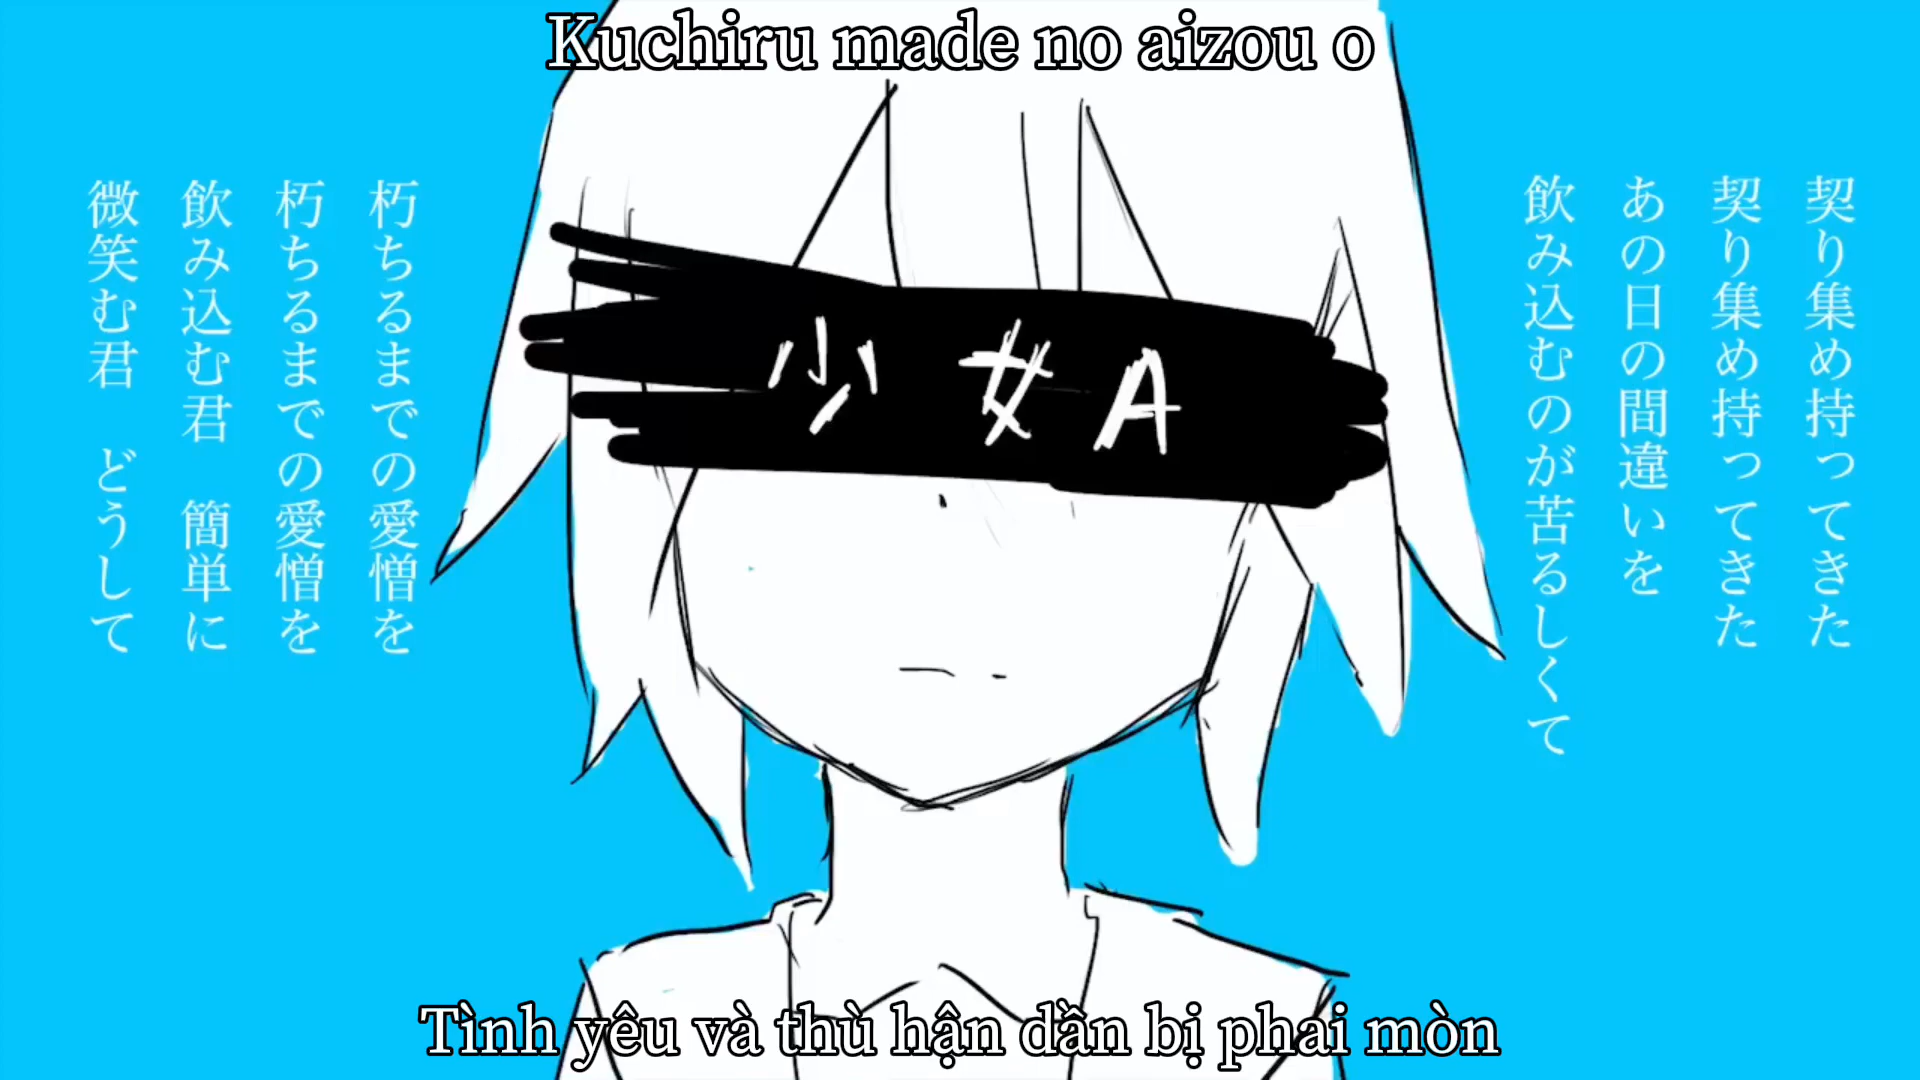 Kuchiru made no aizou o
契り集め持ってきた
契り集め持ってきた
あの日の間違いを
飲み込むのが苦るしくて
少女A
朽ちるまでの愛憎を
朽ちるまでの愛憎を
飲み込む君 簡単に
微笑む君 どうして
Tình yêu và thù hận dần bị phai mòn